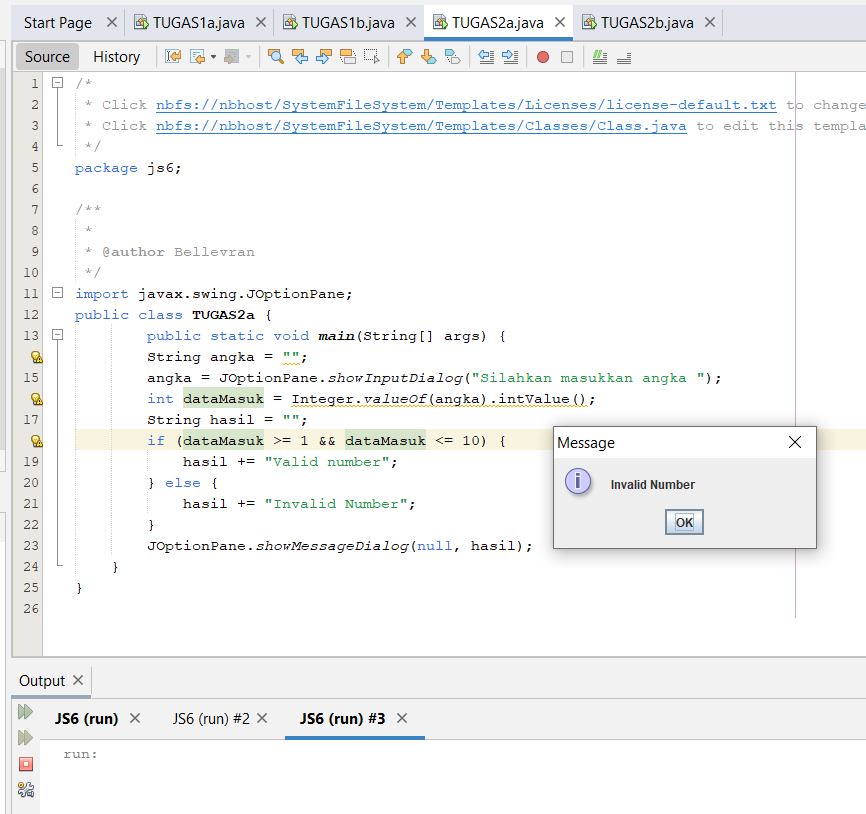 Start Page TUGAS1a.java TUGAS1b.java TUGAS2a.java TUGAS2b.java
Source History
1 /*
2 * Click nbfs://nbhost/SystemFileSystem/Templates/Licenses/license-default.txt to change
3 * Click nbfs://nbhost/SystemFileSystem/Templates/Classes/Class.java to edit this templa
4 */
5 package js6;
6
7 /**
8 *
9 * @author Bellevran
10 */
11 import javax.swing.JOptionPane;
12 public class TUGAS2a {
13 public static void main(String[] args) {
String angka = "";
15 angka = JOptionPane.showInputDialog("Silahkan masukkan angka ");
int dataMasuk = Integer.valueOf(angka).intValue();
17 String hasil = "";
if (dataMasuk >= 1 && dataMasuk <= 10) {
19 hasil += "Valid number";
20 } else {
21 hasil += "Invalid Number";
22 }
23 JOptionPane.showMessageDialog(null, hasil);
24 }
25 }
26
Message
Invalid Number
OK
Output
JS6 (run) JS6 (run) #2 JS6 (run) #3
run: